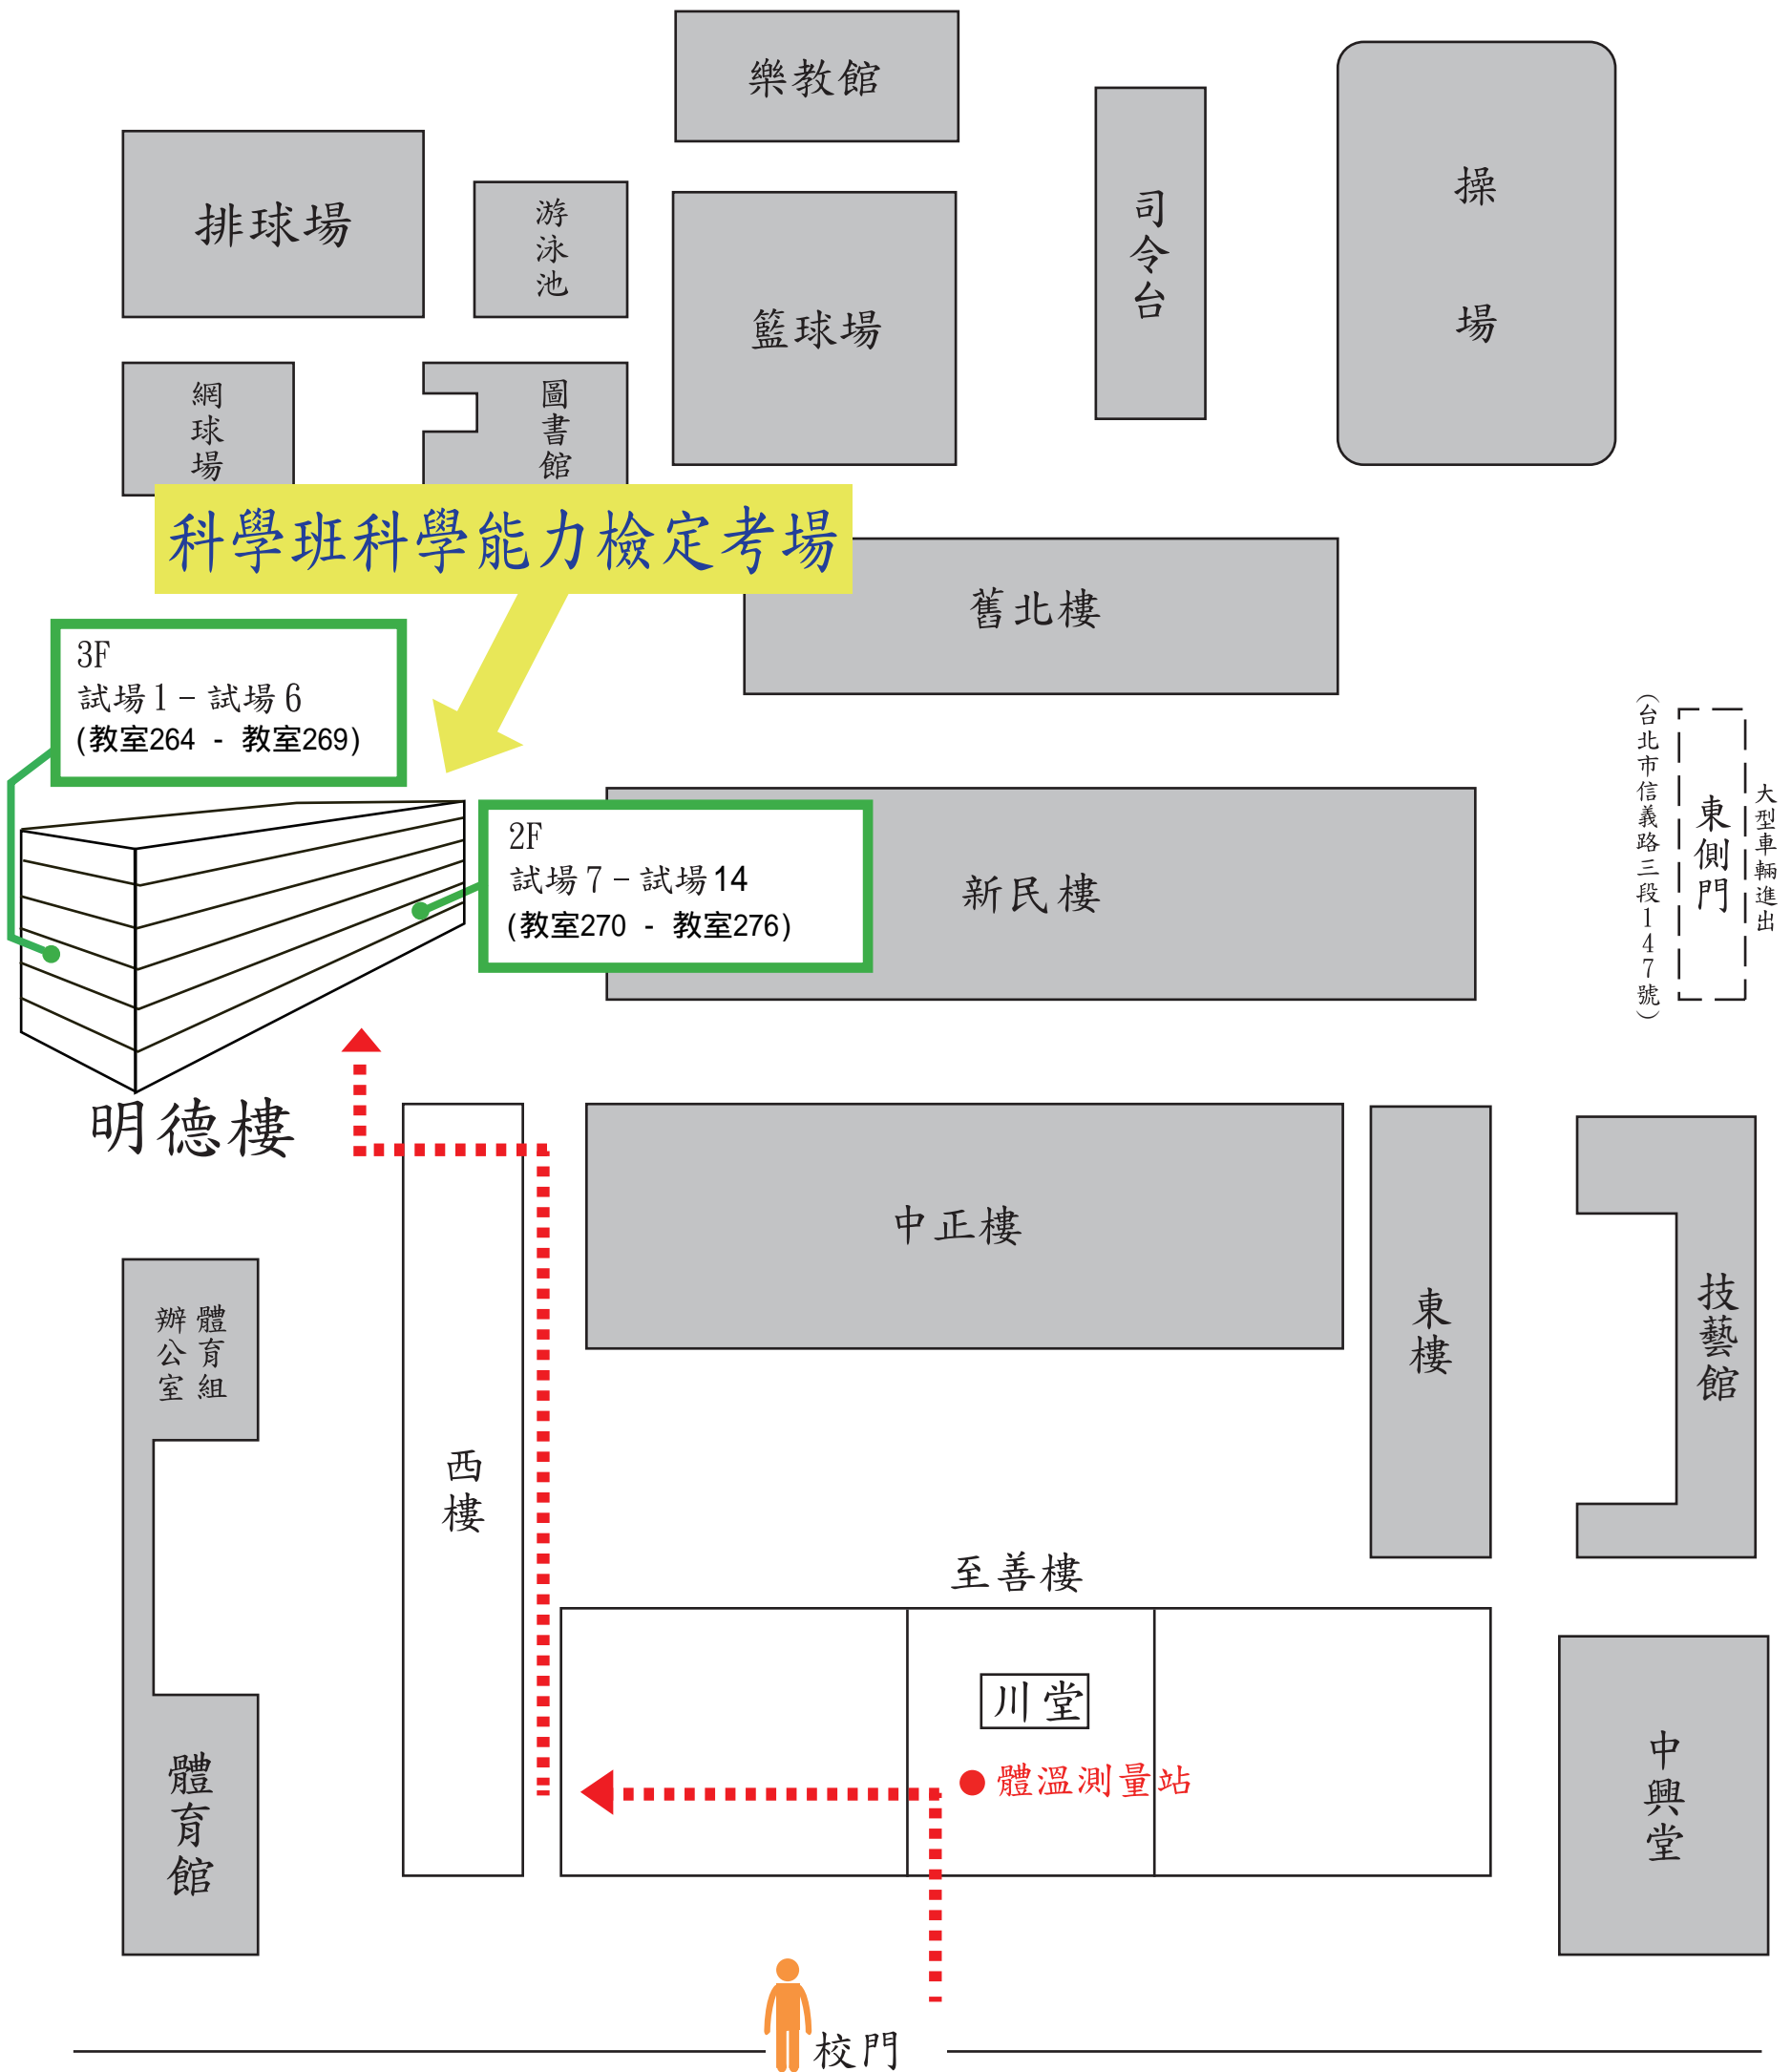 樂教館
排球場
游泳池
籃球場
司令台
操場
網球場
圖書館
科學班科學能力檢定考場
舊北樓
3F
試場1-試場6
(教室264 - 教室269)
2F
試場7-試場14
(教室270 - 教室276)
新民樓
(台北市信義路三段147號)
東側門
大型車輛進出
明德樓
中正樓
東樓
技藝館
體育組
辦公室
西樓
至善樓
川堂
體溫測量站
體育館
中興堂
校門